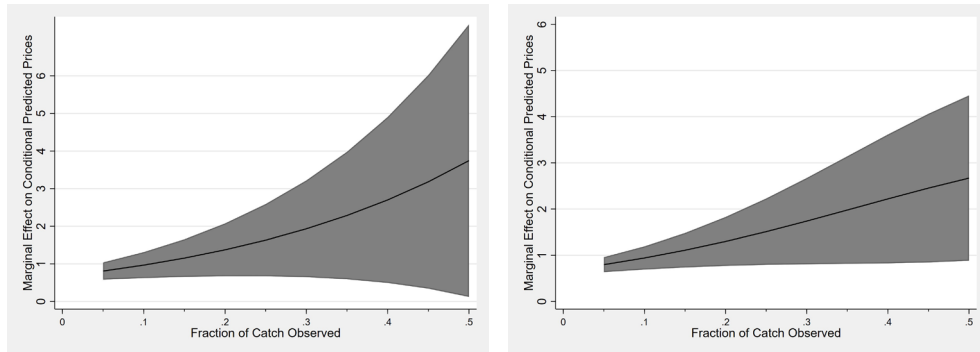 Marginal Effect on Conditional Predicted Prices
6
5
4
3
2
1
0
0 .1 .2 .3 .4 .5
Fraction of Catch Observed
Marginal Effect on Conditional Predicted Prices
6
5
4
3
2
1
0
0 .1 .2 .3 .4 .5
Fraction of Catch Observed